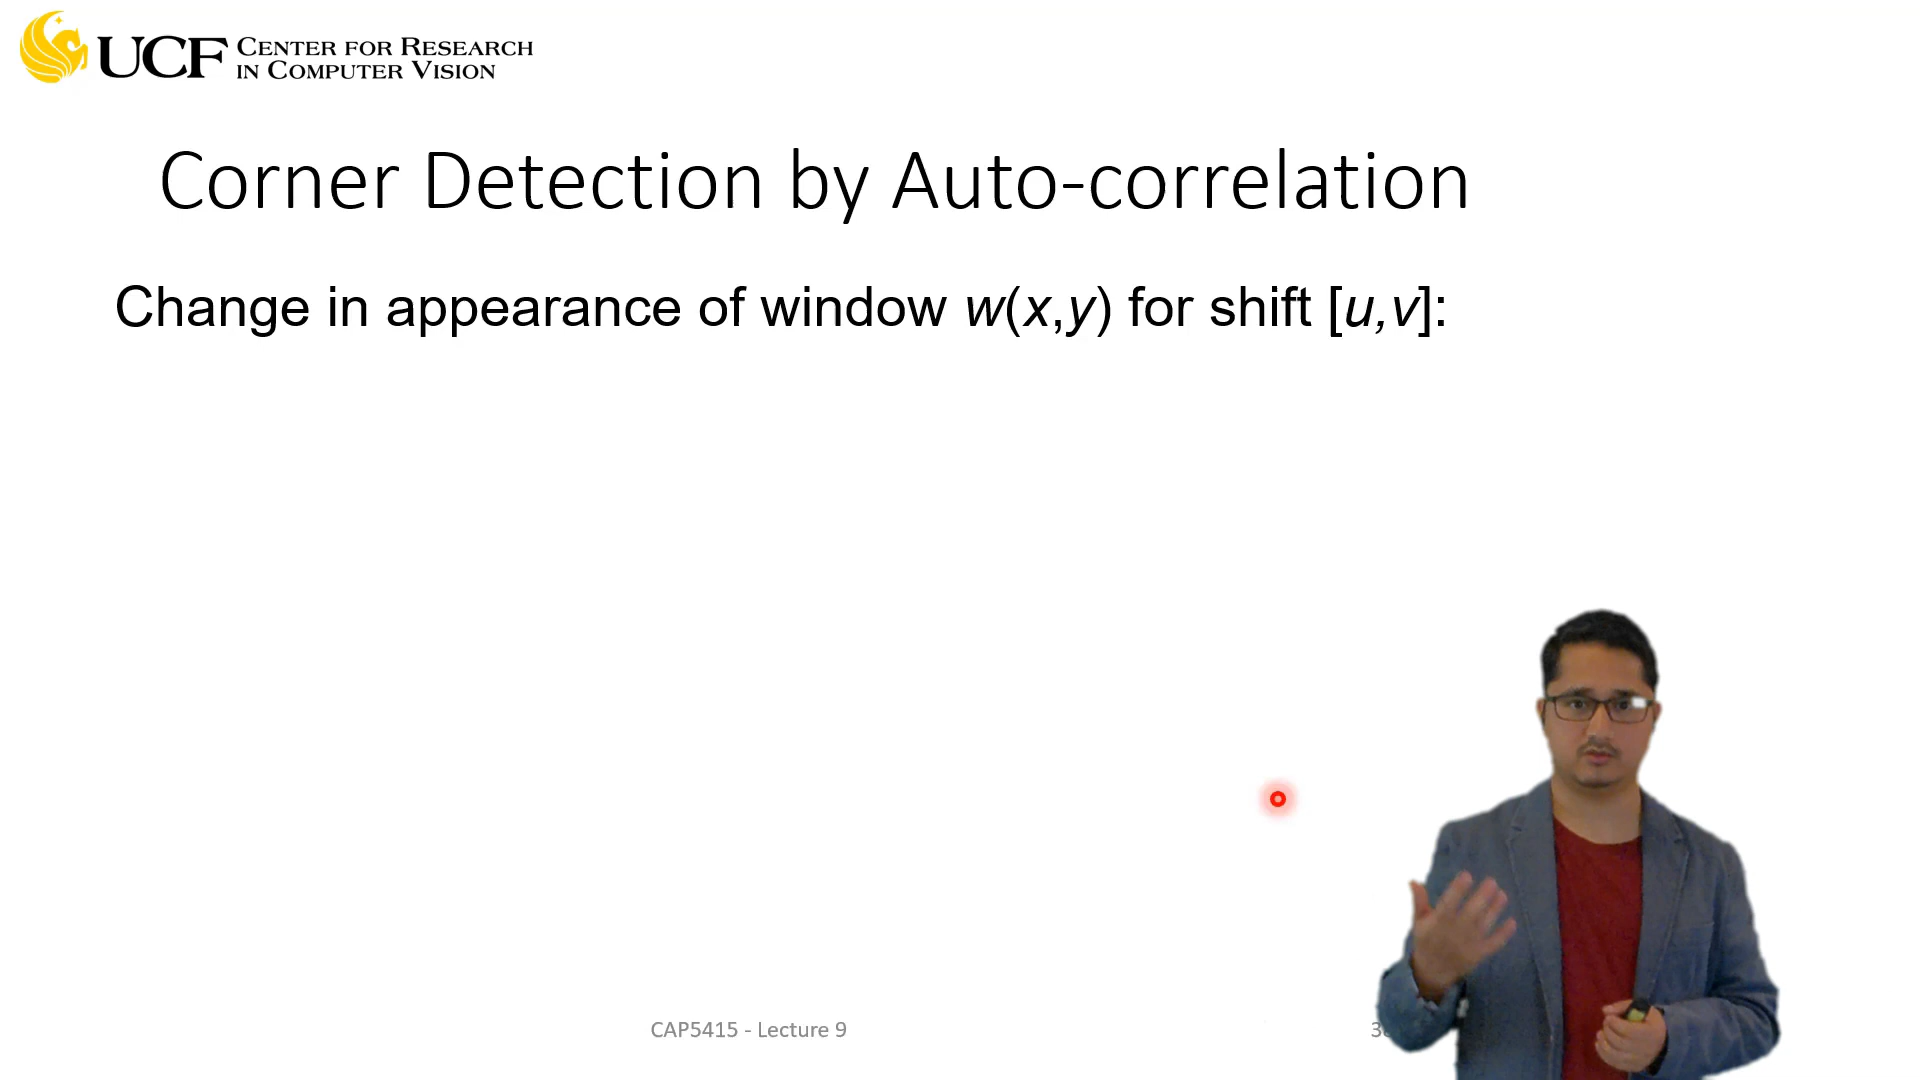 UCF CENTER FOR RESEARCH
IN COMPUTER VISION
Corner Detection by Auto-correlation
Change in appearance of window w(x,y) for shift [u,v]:
CAP5415 - Lecture 9